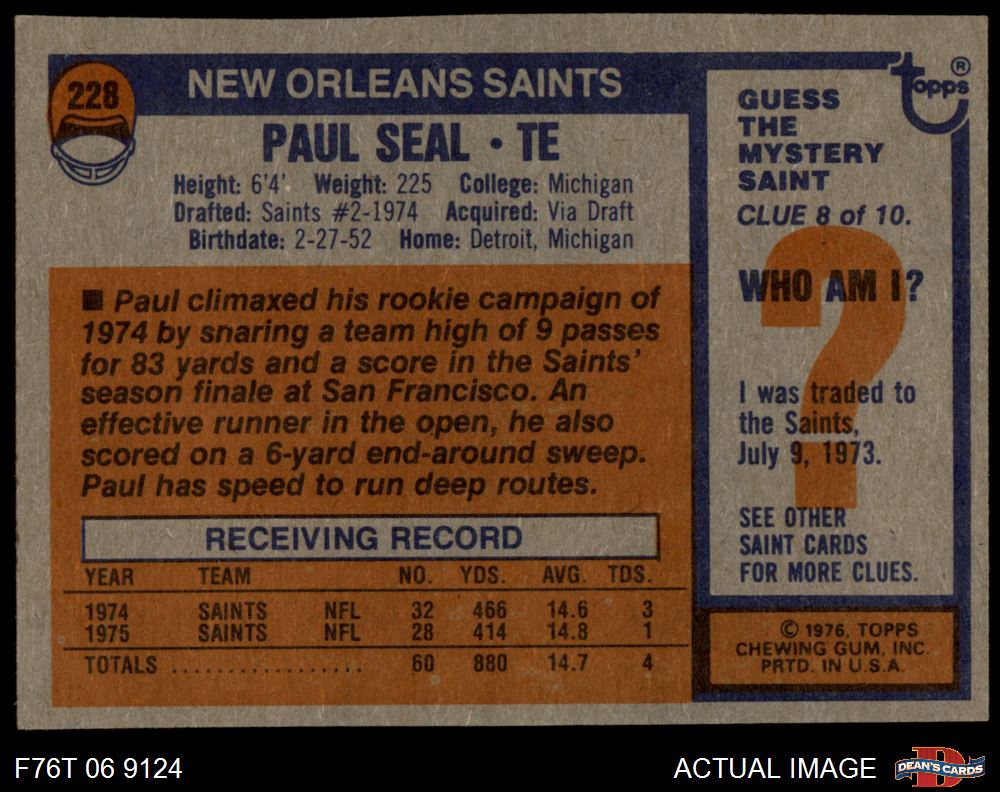 228
NEW ORLEANS SAINTS
PAUL SEAL • TE
Height: 6'4' Weight: 225 College: Michigan
Drafted: Saints #2-1974 Acquired: Via Draft
Birthdate: 2-27-52 Home: Detroit, Michigan
■ Paul climaxed his rookie campaign of
1974 by snaring a team high of 9 passes
for 83 yards and a score in the Saints'
season finale at San Francisco. An
effective runner in the open, he also
scored on a 6-yard end-around sweep.
Paul has speed to run deep routes.
RECEIVING RECORD
YEAR TEAM NO. YDS. AVG. TDS.
1974 SAINTS NFL 32 466 14.6 3
1975 SAINTS NFL 28 414 14.8 1
TOTALS .................. 60 880 14.7 4
topps ®
GUESS
THE
MYSTERY
SAINT
CLUE 8 of 10.
?
WHO AM I?
I was traded to
the Saints,
July 9, 1973.
SEE OTHER
SAINT CARDS
FOR MORE CLUES.
© 1976, TOPPS
CHEWING GUM, INC.
PRTD. IN U.S.A.
F76T 06 9124
ACTUAL IMAGE
D
DEAN'S CARDS